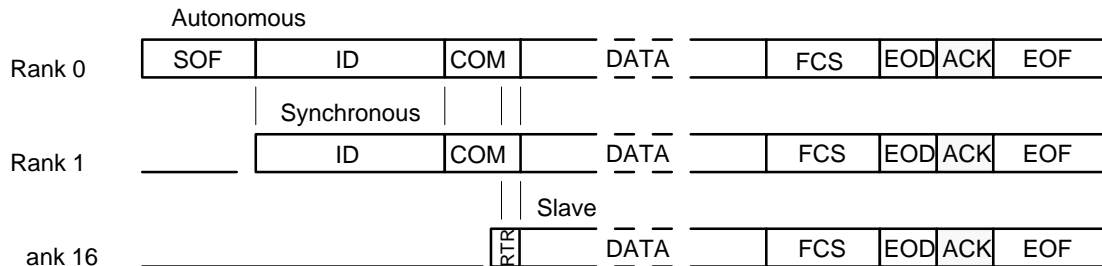 Autonomous
Rank 0 SOF ID COM DATA FCS EOD ACK EOF
Synchronous
Rank 1 ID COM DATA FCS EOD ACK EOF
Slave
ank 16 RTR DATA FCS EOD ACK EOF